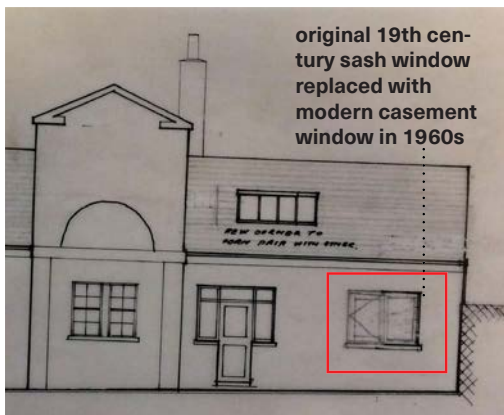 original 19th cen-
tury sash window
replaced with
modern casement
window in 1960s
NEW DORMER TO
FORM PAIR WITH OTHER.